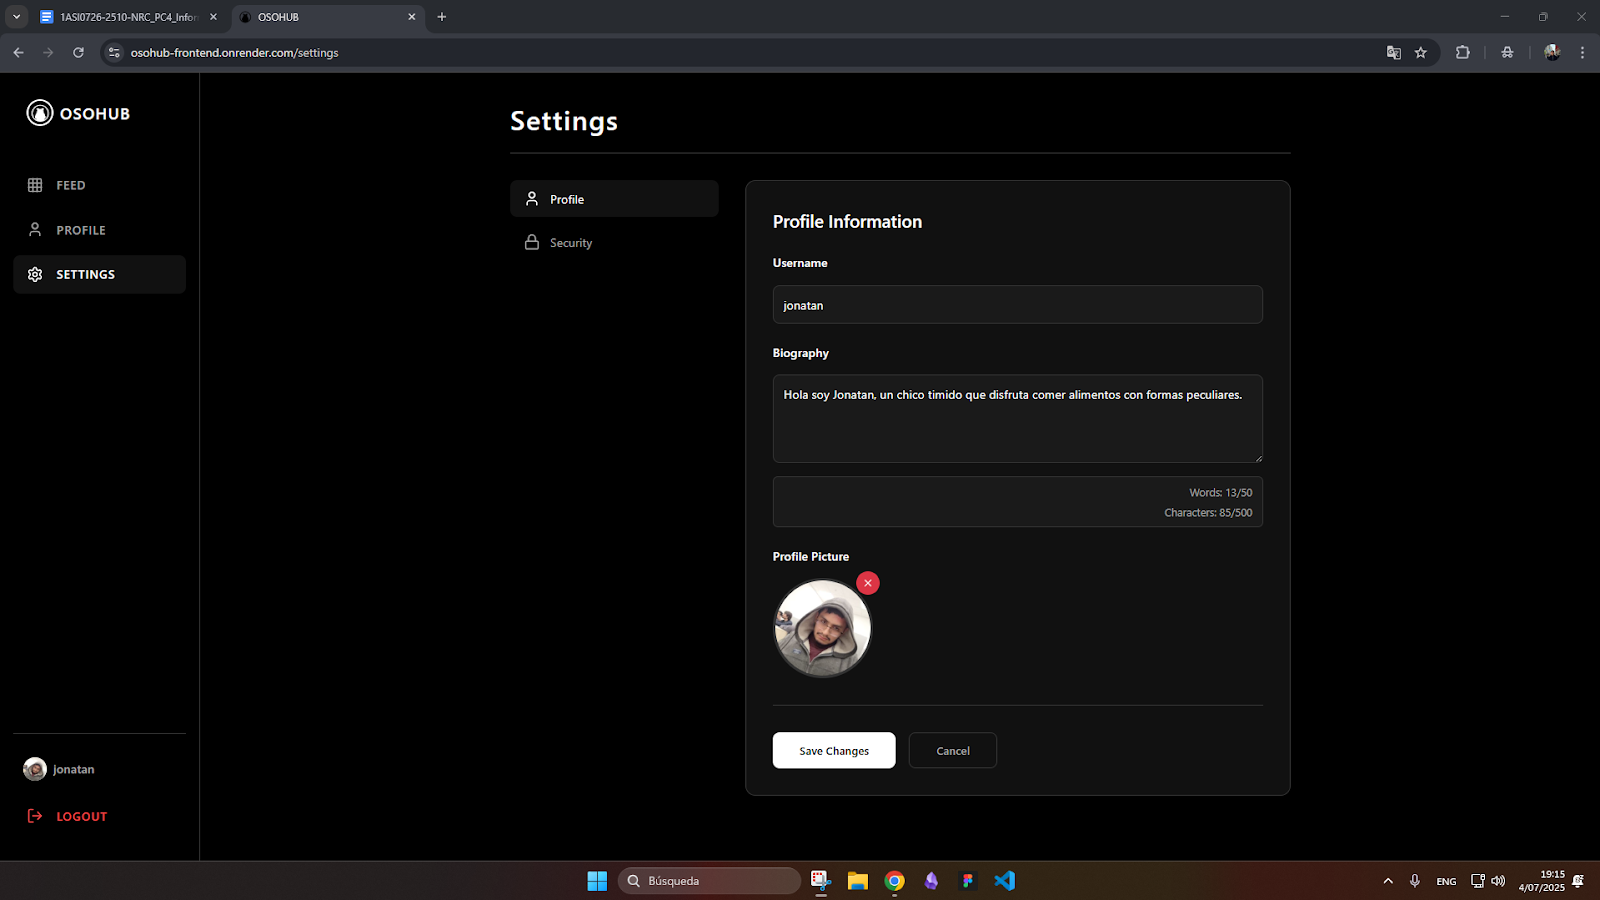 1ASI0726-2510-NRC_PC4_Infor
OSOHUB
osohub-frontend.onrender.com/settings
OSOHUB
FEED
PROFILE
SETTINGS
Settings
Profile
Security
Profile Information
Username
jonatan
Biography
Hola soy Jonatan, un chico timido que disfruta comer alimentos con formas peculiares.
Words: 13/50
Characters: 85/500
Profile Picture
Save Changes
Cancel
jonatan
LOGOUT
Búsqueda
ENG
19:15
4/07/2025